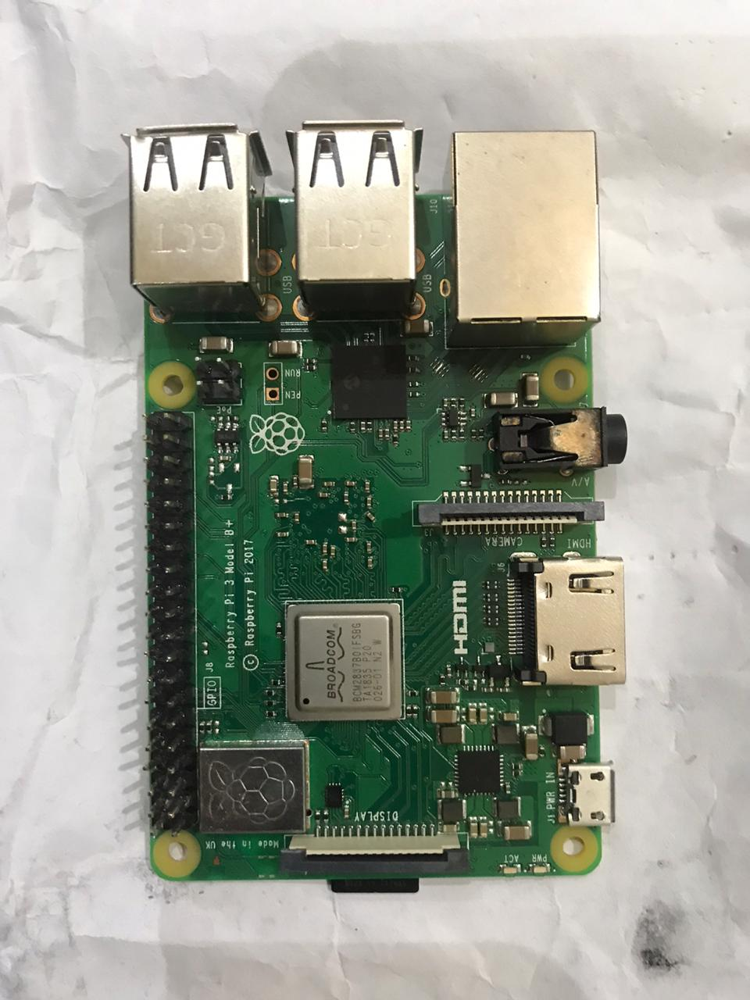 GCT
GCT
J10
USB
USB
RUN
PEN
PoE
A/V
J3
CAMERA
HDMI
J6
Raspberry Pi 3 Model B+
© Raspberry Pi 2017
HDMI
BROADCOM®
BCM2837B0IFSBG
TA1835 P20
026-01 N2 W
J8
GPIO
J1 PWR IN
DISPLAY
Made in the UK
ACT
PWR